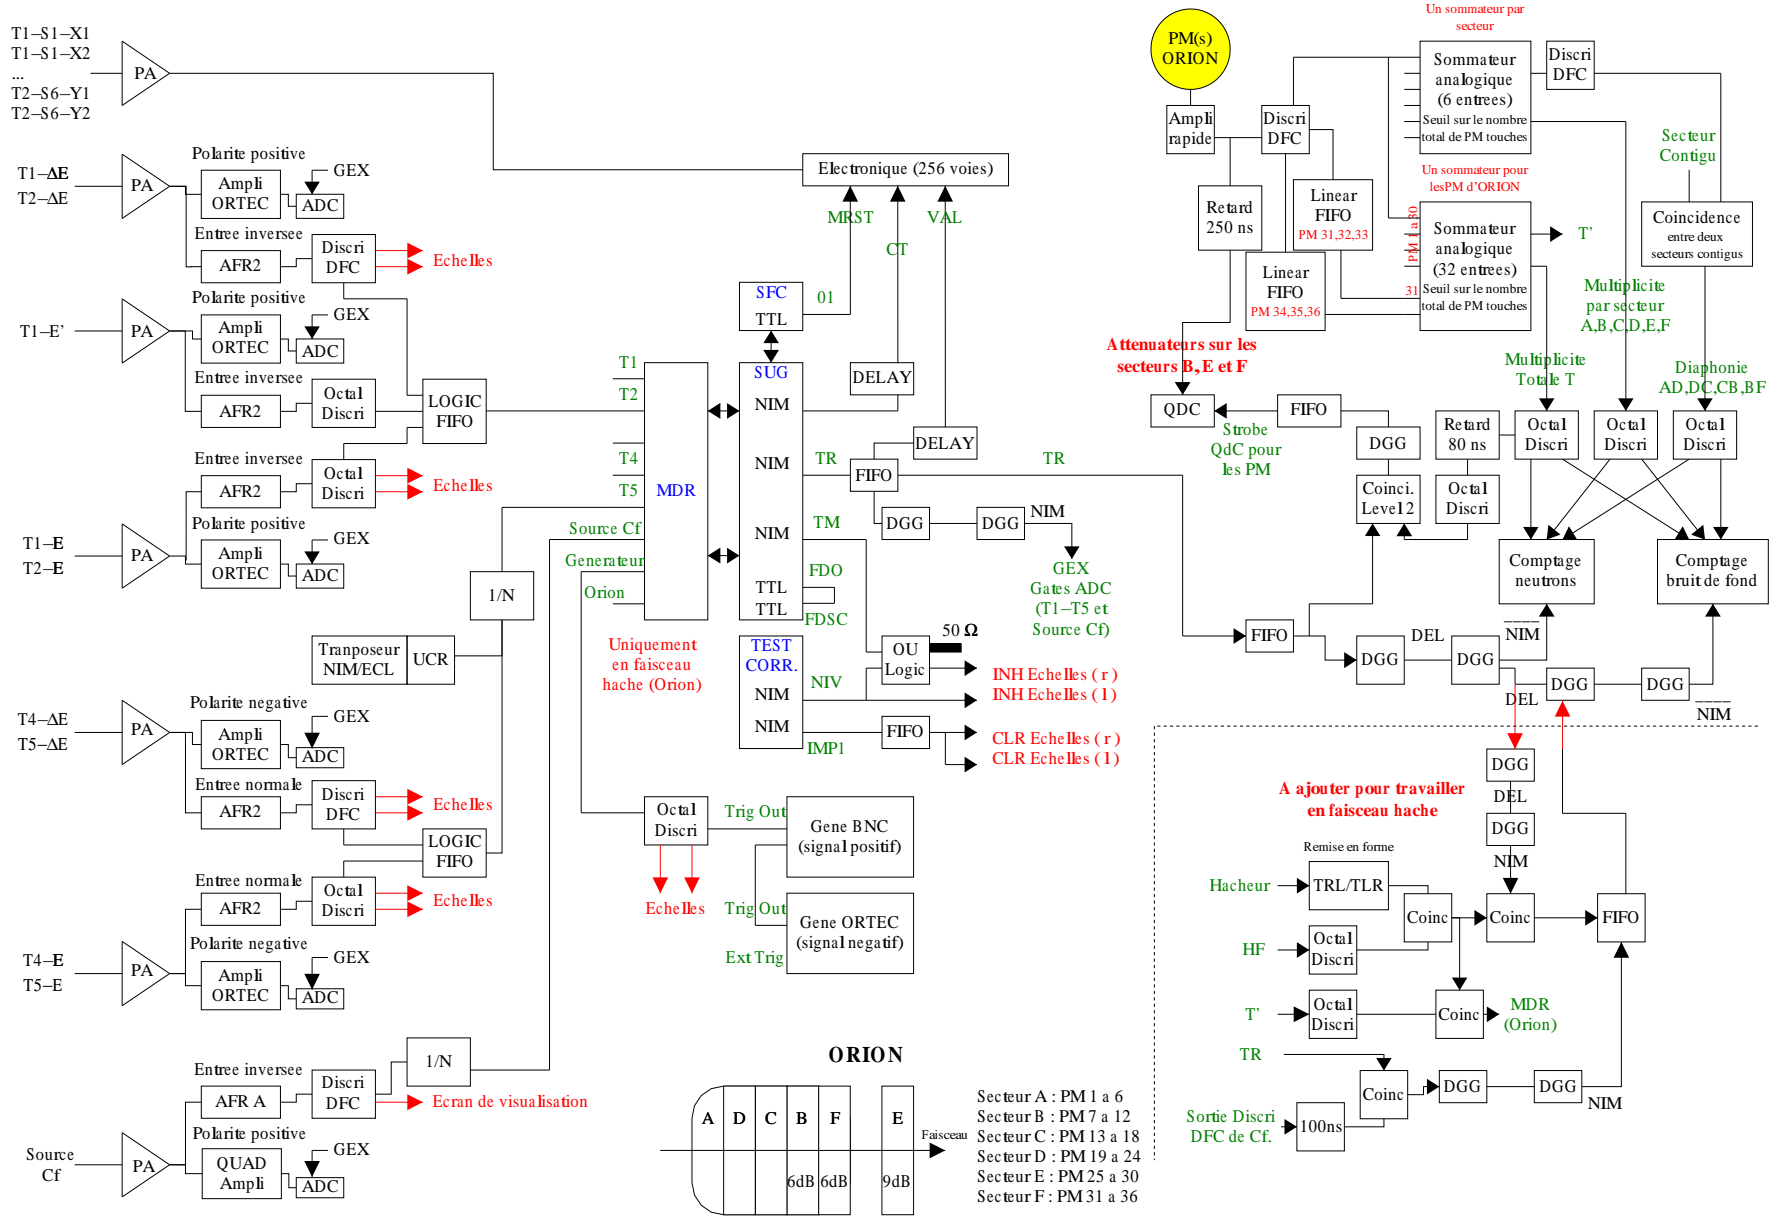 T1–S1–X1
T1–S1–X2
...
T2–S6–Y1
T2–S6–Y2
PA
T1–ΔE
T2–ΔE
PA
Polarite positive
Ampli
ORTEC
GEX
ADC
Entree inversee
AFR2
Discri
DFC
Echelles
T1–E'
PA
Polarite positive
Ampli
ORTEC
GEX
ADC
Entree inversee
AFR2
Octal
Discri
LOGIC
FIFO
Entree inversee
AFR2
Octal
Discri
Echelles
T1–E
T2–E
PA
Polarite positive
Ampli
ORTEC
GEX
ADC
1/N
Tranposeur
NIM/ECL
UCR
T4–ΔE
T5–ΔE
PA
Polarite negative
Ampli
ORTEC
GEX
ADC
Entree normale
AFR2
Discri
DFC
Echelles
LOGIC
FIFO
Entree normale
AFR2
Octal
Discri
Echelles
T4–E
T5–E
PA
Polarite negative
Ampli
ORTEC
GEX
ADC
Entree inversee
AFR A
Discri
DFC
1/N
Ecran de visualisation
Source
Cf
PA
Polarite positive
QUAD
Ampli
GEX
ADC
Electronique (256 voies)
MRST
CT
VAL
SFC
TTL
01
T1
T2
T4
T5
Source Cf
Generateur
Orion
MDR
SUG
NIM
NIM
NIM
TTL
TTL
DELAY
DELAY
TR
FIFO
TR
DGG
DGG
NIM
GEX
Gates ADC
(T1–T5 et
Source Cf)
TM
FDO
FDSC
Uniquement
en faisceau
hache (Orion)
TEST
CORR.
NIM
NIM
NIV
IMP1
OU
Logic
50 Ω
INH Echelles ( r )
INH Echelles ( l )
FIFO
CLR Echelles ( r )
CLR Echelles ( l )
Octal
Discri
Echelles
Trig Out
Gene BNC
(signal positif)
Trig Out
Ext Trig
Gene ORTEC
(signal negatif)
ORION
A
D
C
B
F
E
6dB
6dB
9dB
Faisceau
Secteur A : PM 1 a 6
Secteur B : PM 7 a 12
Secteur C : PM 13 a 18
Secteur D : PM 19 a 24
Secteur E : PM 25 a 30
Secteur F : PM 31 a 36
PM(s)
ORION
Ampli
rapide
Discri
DFC
Retard
250 ns
Linear
FIFO
PM 31,32,33
Linear
FIFO
PM 34,35,36
Un sommateur par
secteur
Sommateur
analogique
(6 entrees)
Seuil sur le nombre
total de PM touches
Discri
DFC
Un sommateur pour
lesPM d'ORION
PM 1 a 30
31
Sommateur
analogique
(32 entrees)
Seuil sur le nombre
total de PM touches
T'
Secteur
Contigu
Coincidence
entre deux
secteurs contigus
Multiplicite
par secteur
A,B,C,D,E,F
Attenuateurs sur les
secteurs B, E et F
Multiplicite
Totale T
Diaphonie
AD,DC,CB,BF
QDC
Strobe
QdC pour
les PM
FIFO
DGG
Coinci.
Level 2
Retard
80 ns
Octal
Discri
Octal
Discri
Octal
Discri
Octal
Discri
Comptage
neutrons
Comptage
bruit de fond
FIFO
DGG
DEL
DGG
NIM
DEL
DGG
DGG
NIM
A ajouter pour travailler
en faisceau hache
DGG
DEL
DGG
NIM
Remise en forme
Hacheur
TRL/TLR
Coinc
Coinc
FIFO
HF
Octal
Discri
T'
Octal
Discri
Coinc
MDR
(Orion)
TR
Coinc
DGG
DGG
NIM
Sortie Discri
DFC de Cf.
100ns